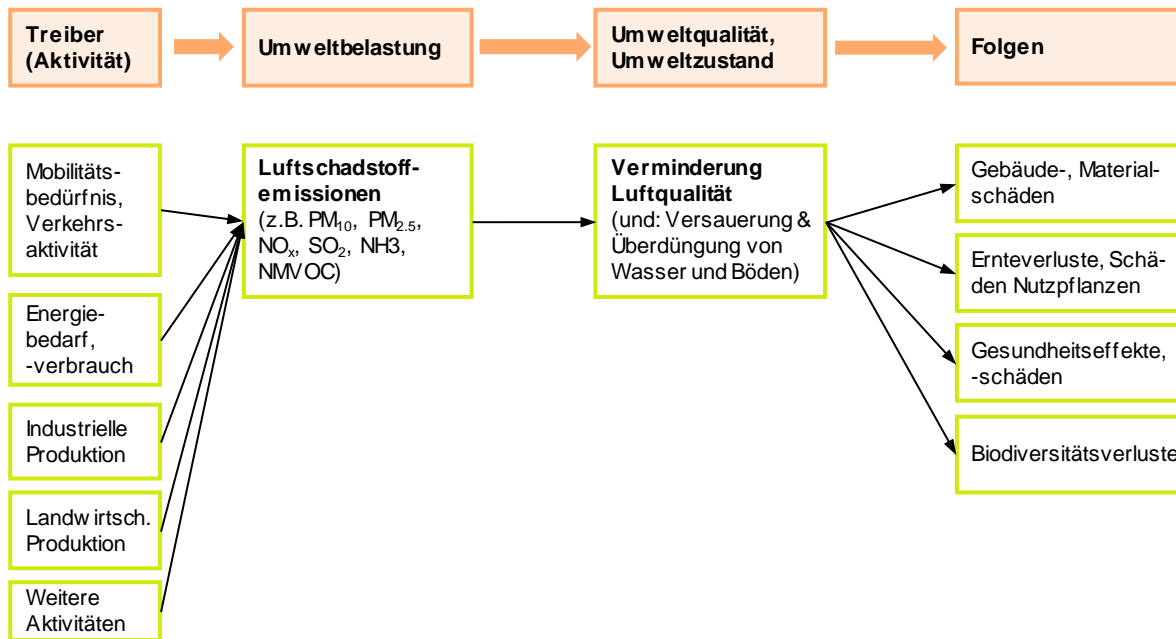 Treiber
(Aktivität)
Umweltbelastung
Umweltqualität,
Umweltzustand
Folgen
Mobilitäts-
bedürfnis,
Verkehrs-
aktivität
Energie-
bedarf,
-verbrauch
Industrielle
Produktion
Landwirtsch.
Produktion
Weitere
Aktivitäten
Luftschadstoff-
emissionen
(z.B. PM₁₀, PM₂.₅,
NOₓ, SO₂, NH3,
NMVOC)
Verminderung
Luftqualität
(und: Versauerung &
Überdüngung von
Wasser und Böden)
Gebäude-, Material-
schäden
Ernteverluste, Schä-
den Nutzpflanzen
Gesundheitseffekte,
-schäden
Biodiversitätsverluste